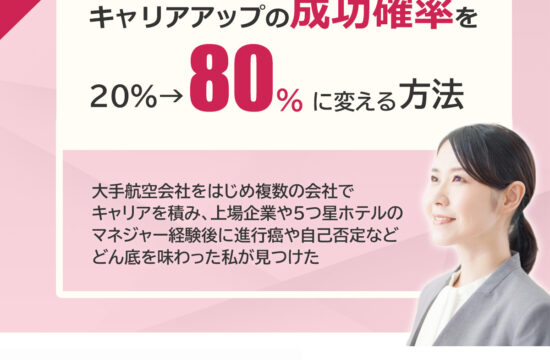 キャリアアップの成功確率を
20%→80%に変える方法
大手航空会社をはじめ複数の会社で
キャリアを積み、上場企業や5つ星ホテルの
マネジャー経験後に進行癌や自己否定など
どん底を味わった私が見つけた